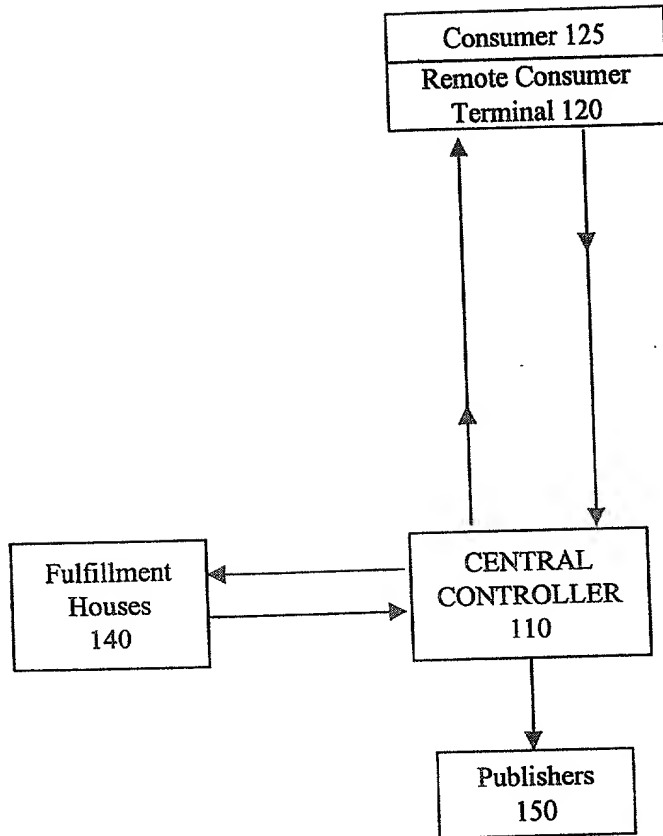 Consumer 125
Remote Consumer
Terminal 120
Fulfillment
Houses
140
CENTRAL
CONTROLLER
110
Publishers
150